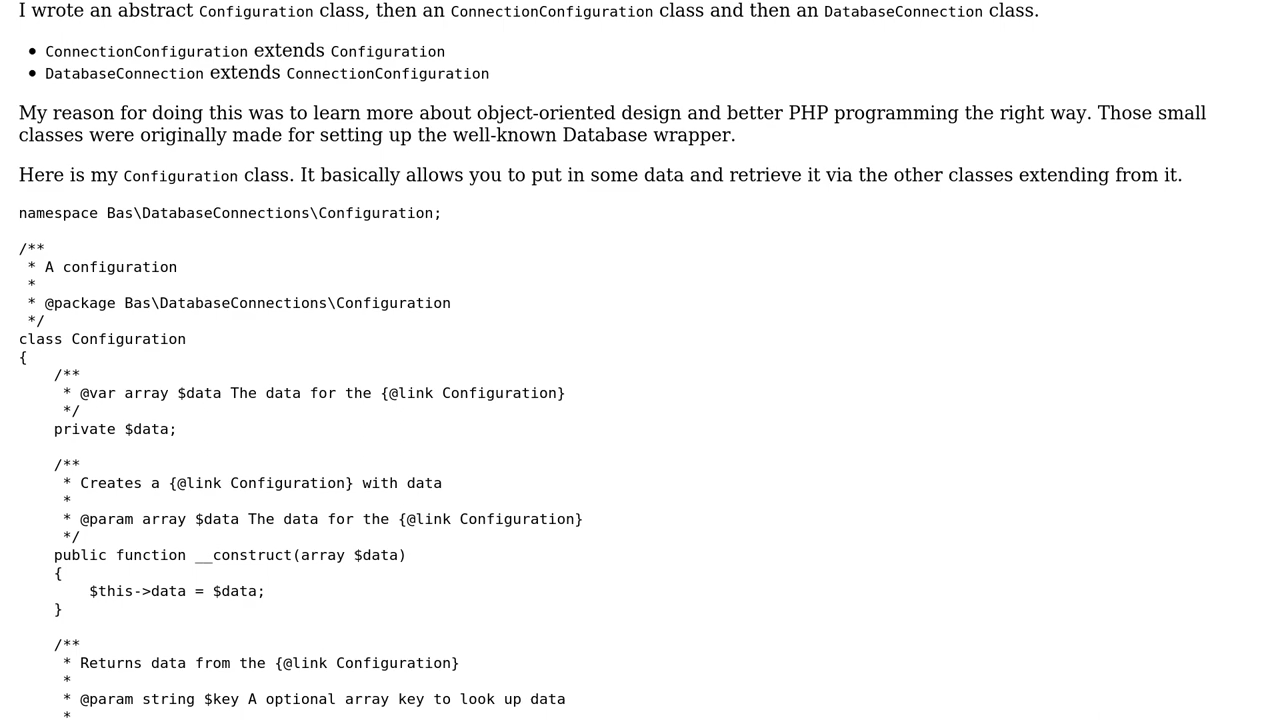 I wrote an abstract Configuration class, then an ConnectionConfiguration class and then an DatabaseConnection class.
• ConnectionConfiguration extends Configuration
• DatabaseConnection extends ConnectionConfiguration
My reason for doing this was to learn more about object-oriented design and better PHP programming the right way. Those small
classes were originally made for setting up the well-known Database wrapper.
Here is my Configuration class. It basically allows you to put in some data and retrieve it via the other classes extending from it.
namespace Bas\DatabaseConnections\Configuration;

/**
 * A configuration
 *
 * @package Bas\DatabaseConnections\Configuration
 */
class Configuration
{
    /**
     * @var array $data The data for the {@link Configuration}
     */
    private $data;

    /**
     * Creates a {@link Configuration} with data
     *
     * @param array $data The data for the {@link Configuration}
     */
    public function __construct(array $data)
    {
        $this->data = $data;
    }

    /**
     * Returns data from the {@link Configuration}
     *
     * @param string $key A optional array key to look up data
     *